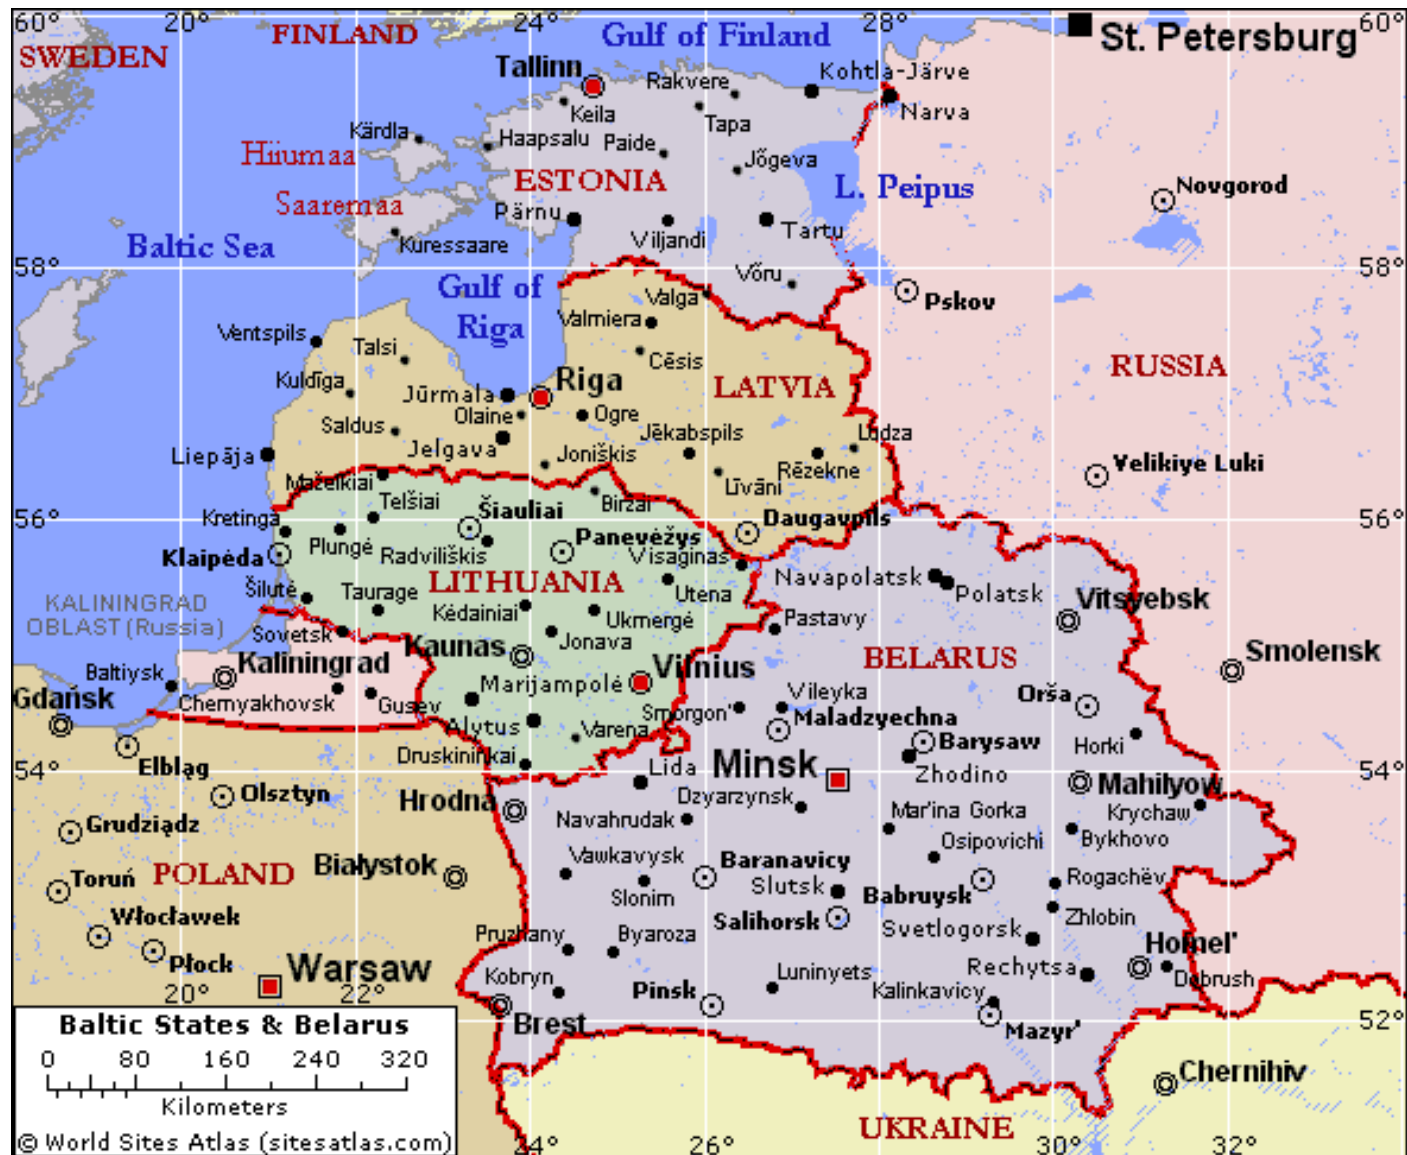 60°
20°
24°
28°
60°
SWEDEN
FINLAND
Gulf of Finland
St. Petersburg
Tallinn
Rakvere
Kohtla-Järve
Keila
Tapa
Narva
Kärdla
Haapsalu
Paide
Jõgeva
Hiiumaa
ESTONIA
L. Peipus
Novgorod
Saaremaa
Pärnu
Viljandi
Tartu
Baltic Sea
Kuressaare
58°
Võru
58°
Gulf of
Riga
Valga
Pskov
Ventspils
Talsi
Valmiera
Cēsis
RUSSIA
Kuldīga
Jūrmala
Riga
LATVIA
Saldus
Olaine
Ogre
Liepāja
Jelgava
Joniškis
Jēkabspils
Ludza
Rēzekne
Līvāni
Velikiye Luki
Mažeikiai
Telšiai
Birzai
Kretinga
Šiauliai
Daugavpils
56°
56°
Klaipėda
Plungė
Radviliškis
Panevėžys
Visaginas
Navapolatsk
Polatsk
Šilutė
Taurage
LITHUANIA
Utena
KALININGRAD
OBLAST (Russia)
Kėdainiai
Ukmergė
Pastavy
Vitsyebsk
Sovetsk
Jonava
Kaunas
Kaliningrad
Baltiysk
Vilnius
BELARUS
Smolensk
Gdańsk
Chernyakhovsk
Gusev
Marijampolė
Vileyka
Orša
Smorgon'
Maladzyechna
Alytus
Varena
Barysaw
Horki
Elbląg
Druskininkai
54°
Lida
Minsk
Zhodino
54°
Olsztyn
Hrodna
Dzyarzynsk
Mahilyow
Krychaw
Grudziądz
Navahrudak
Mar'ina Gorka
Osipovichi
Bykhovo
POLAND
Białystok
Vawkavysk
Baranavicy
Toruń
Slonim
Slutsk
Babruysk
Rogachëv
Włocławek
Salihorsk
Zhlobin
Płock
Pruzhany
Byaroza
Svetlogorsk
Homel'
Warsaw
Kobryn
Luninyets
Rechytsa
Dobrush
20°
22°
Pinsk
Kalinkavicy
Brest
Mazyr'
52°
Baltic States & Belarus
0 80 160 240 320
Kilometers
Chernihiv
UKRAINE
© World Sites Atlas (sitesatlas.com)
24°
26°
28°
30°
32°